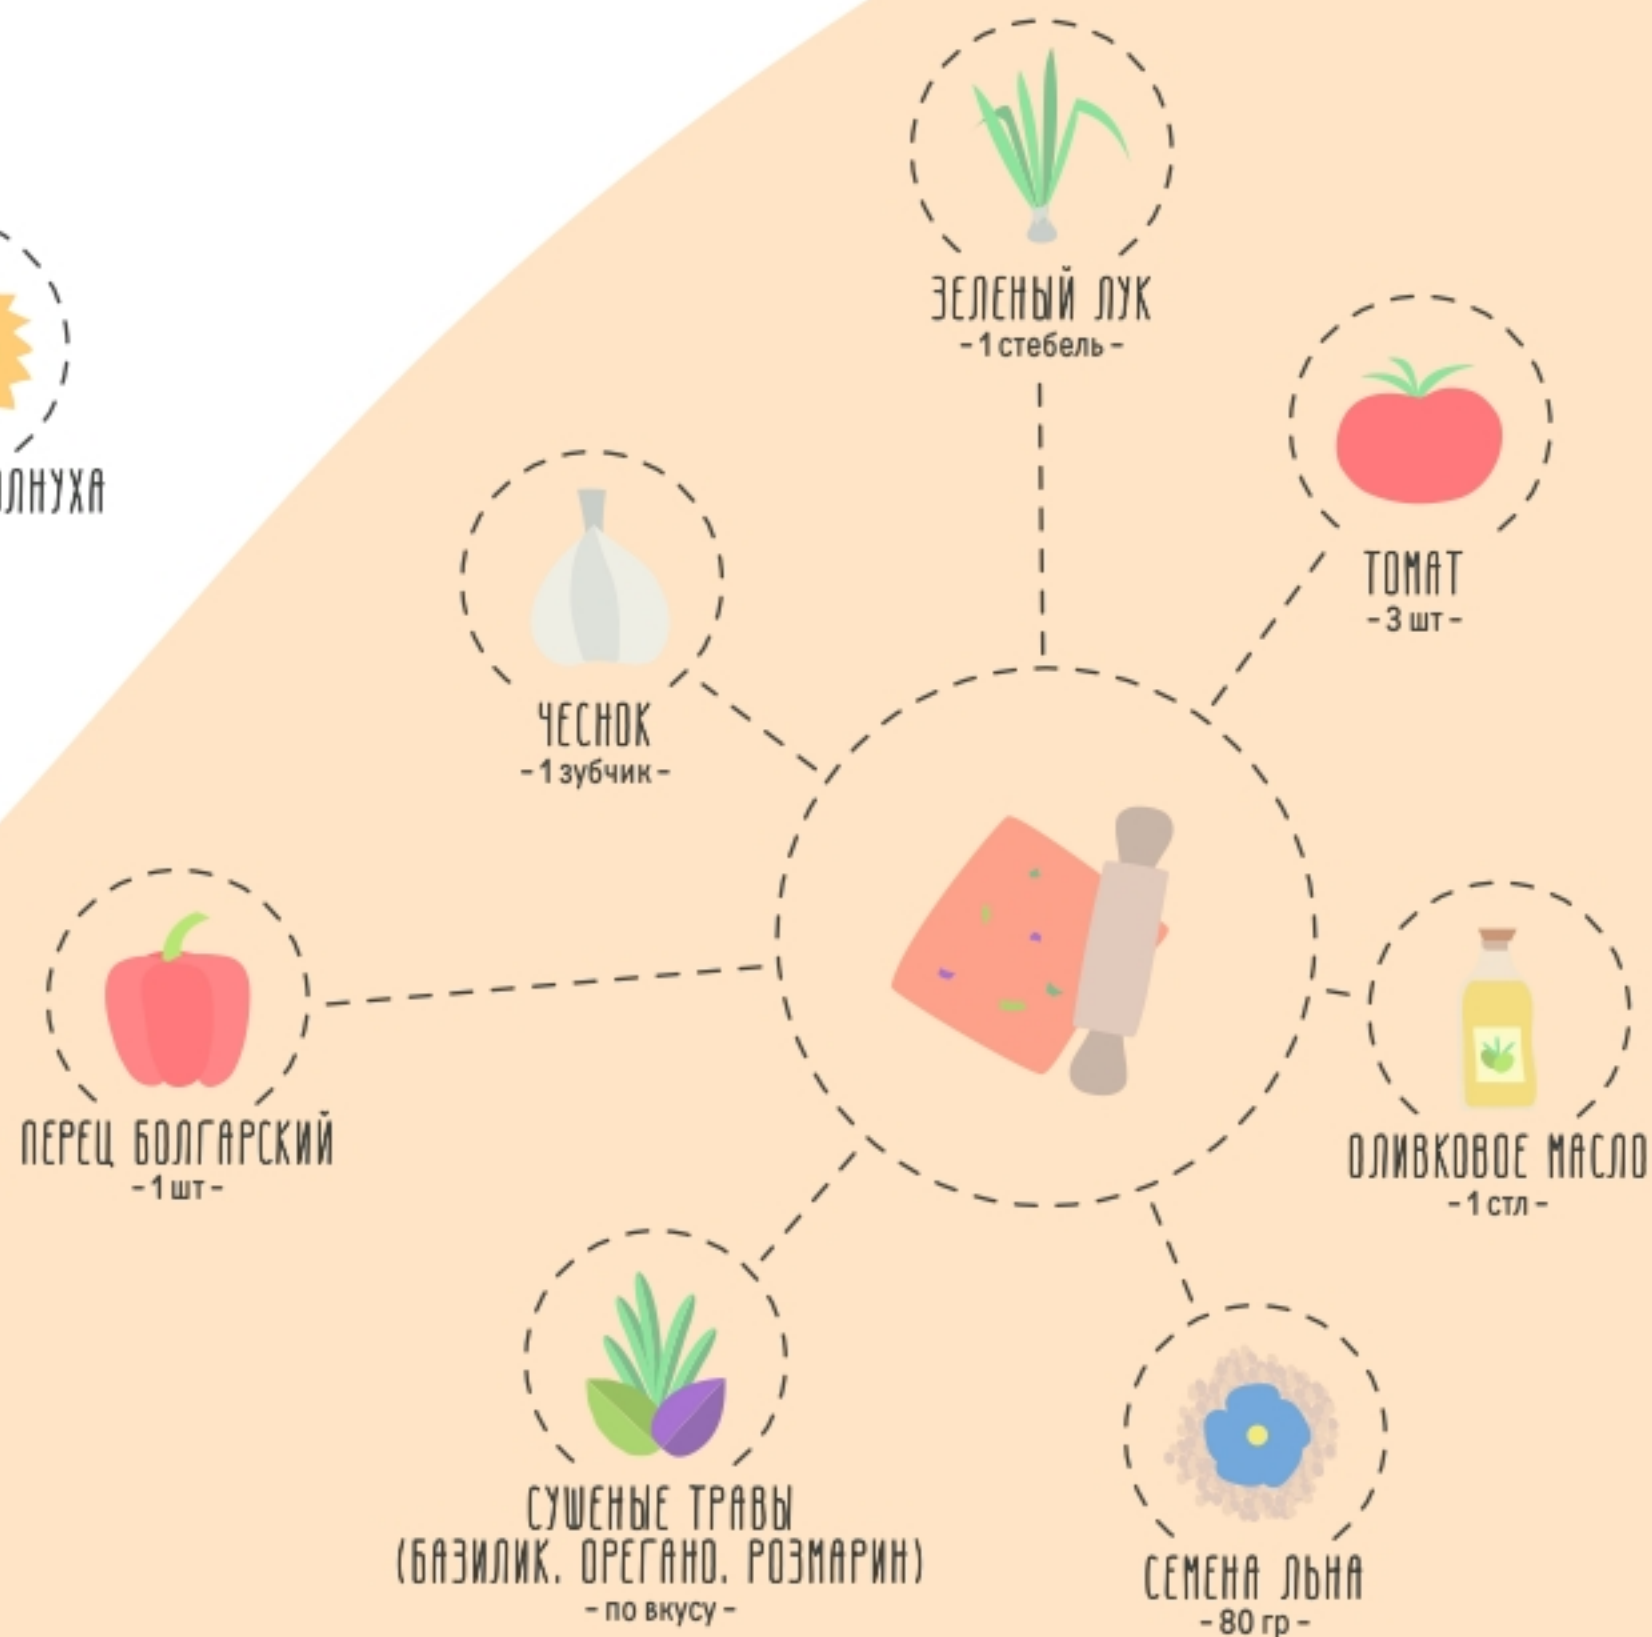 ЗЕЛЕНЫЙ ЛУК
- 1 стебель -
ТОМАТ
- 3 шт -
ЧЕСНОК
- 1 зубчик -
ПЕРЕЦ БОЛГАРСКИЙ
- 1 шт -
ОЛИВКОВОЕ МАСЛО
- 1 стл -
СУШЕНЫЕ ТРАВЫ
(БАЗИЛИК. ОРЕГАНО. РОЗМАРИН)
- по вкусу -
СЕМЕНА ЛЬНА
- 80 гр -